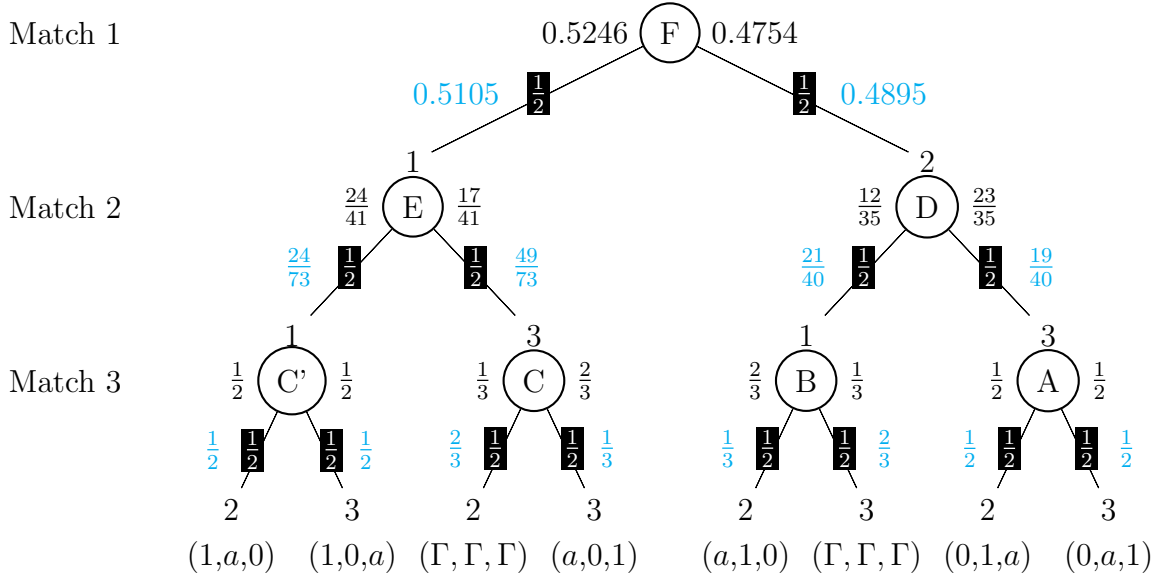 Match 1 0.5246 F 0.4754
0.5105 1/2 1/2 0.4895
1 2
Match 2 24/41 E 17/41 12/35 D 23/35
24/73 1/2 1/2 49/73 21/40 1/2 1/2 19/40
1 3 1 3
Match 3 1/2 C' 1/2 1/3 C 2/3 2/3 B 1/3 1/2 A 1/2
1/2 1/2 1/2 1/2 2/3 1/2 1/2 1/3 1/3 1/2 1/2 2/3 1/2 1/2 1/2 1/2
2 3 2 3 2 3 2 3
(1,a,0) (1,0,a) (Γ, Γ, Γ) (a,0,1) (a,1,0) (Γ, Γ, Γ) (0,1,a) (0,a,1)